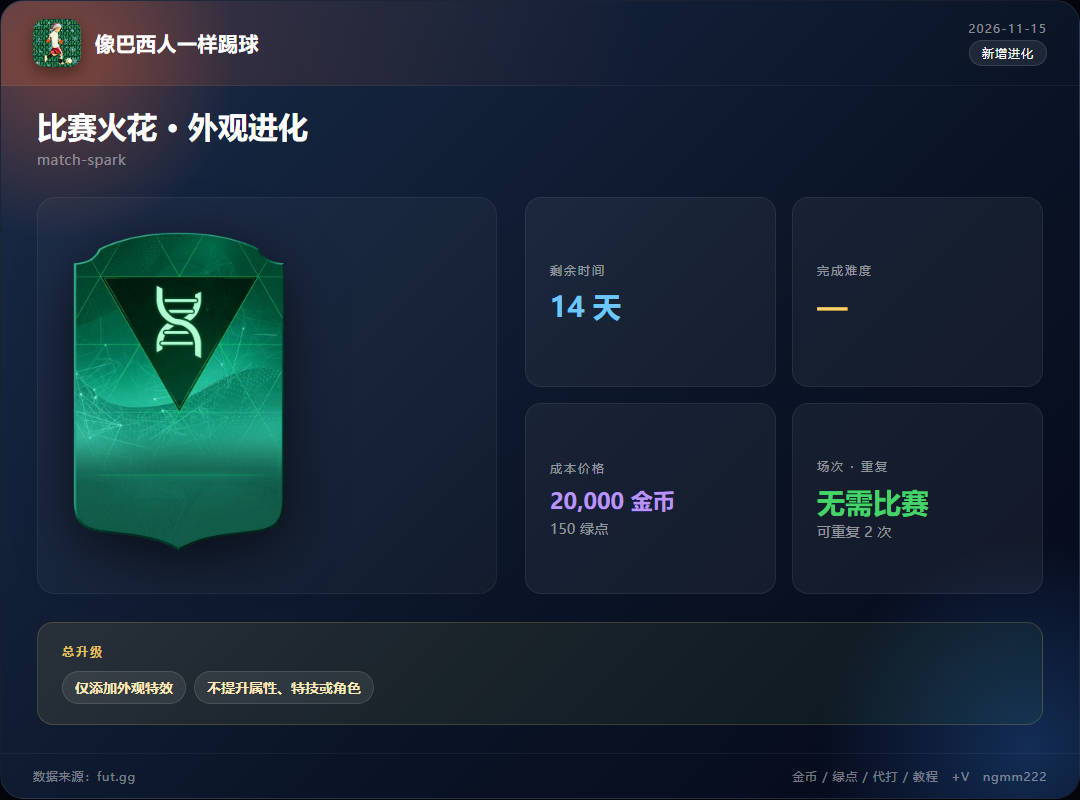 像巴西人一样踢球
2026-11-15
新增进化
比赛火花 · 外观进化
match-spark
剩余时间
14 天
完成难度
—
成本价格
20,000 金币
150 绿点
场次 · 重复
无需比赛
可重复 2 次
总升级
仅添加外观特效
不提升属性、特技或角色
数据来源：fut.gg
金币 / 绿点 / 代打 / 教程 +V ngmm222